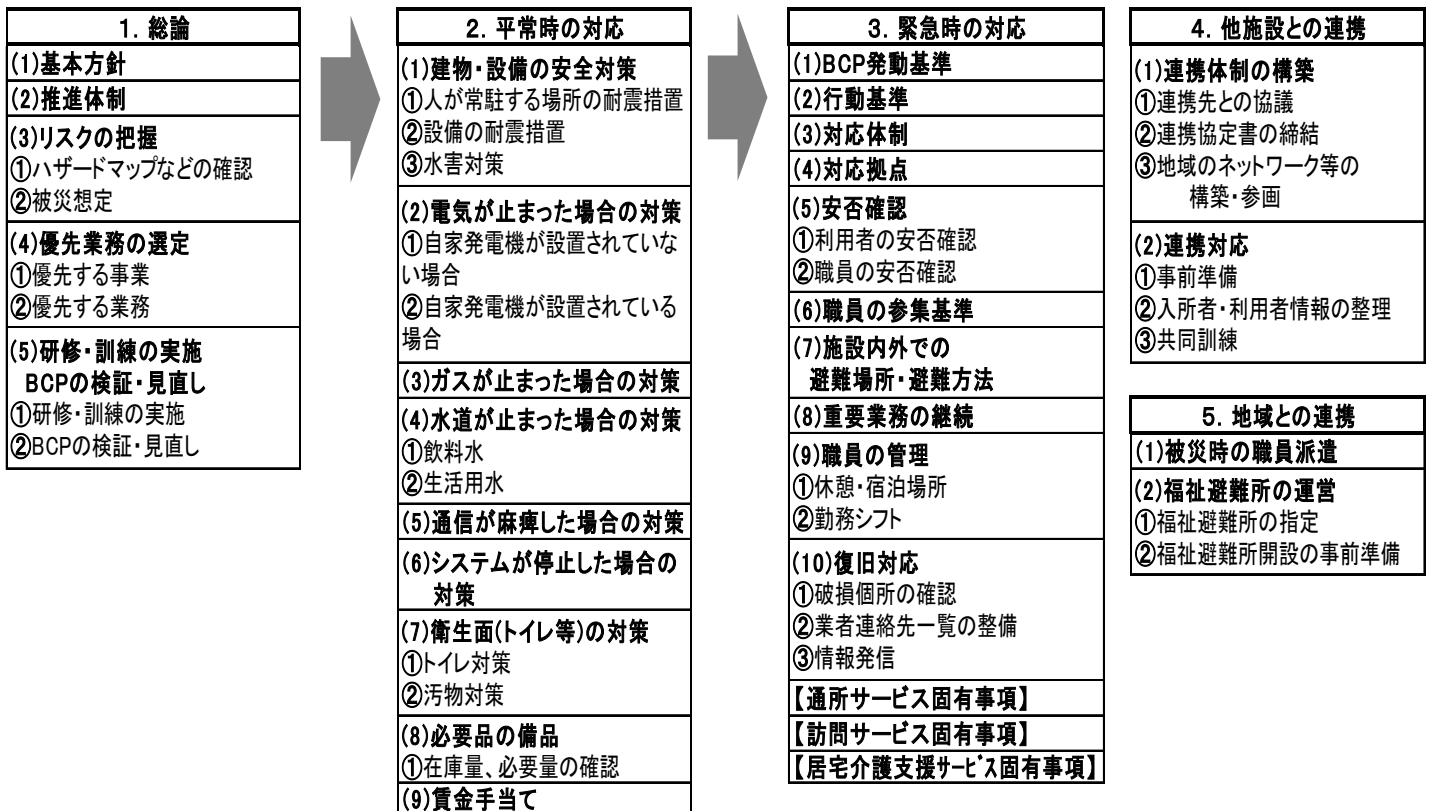 1．総論
(1)基本方針
(2)推進体制
(3)リスクの把握
①ハザードマップなどの確認
②被災想定
(4)優先業務の選定
①優先する事業
②優先する業務
(5)研修・訓練の実施
BCPの検証・見直し
①研修・訓練の実施
②BCPの検証・見直し
2．平常時の対応
(1)建物・設備の安全対策
①人が常駐する場所の耐震措置
②設備の耐震措置
③水害対策
(2)電気が止まった場合の対策
①自家発電機が設置されていな
い場合
②自家発電機が設置されている
場合
(3)ガスが止まった場合の対策
(4)水道が止まった場合の対策
①飲料水
②生活用水
(5)通信が麻痺した場合の対策
(6)システムが停止した場合の
対策
(7)衛生面(トイレ等)の対策
①トイレ対策
②汚物対策
(8)必要品の備品
①在庫量、必要量の確認
(9)賃金手当て
3．緊急時の対応
(1)BCP発動基準
(2)行動基準
(3)対応体制
(4)対応拠点
(5)安否確認
①利用者の安否確認
②職員の安否確認
(6)職員の参集基準
(7)施設内外での
避難場所・避難方法
(8)重要業務の継続
(9)職員の管理
①休憩・宿泊場所
②勤務シフト
(10)復旧対応
①破損個所の確認
②業者連絡先一覧の整備
③情報発信
【通所サービス固有事項】
【訪問サービス固有事項】
【居宅介護支援ｻｰﾋﾞｽ固有事項】
4．他施設との連携
(1)連携体制の構築
①連携先との協議
②連携協定書の締結
③地域のネットワーク等の
構築・参画
(2)連携対応
①事前準備
②入所者・利用者情報の整理
③共同訓練
5．地域との連携
(1)被災時の職員派遣
(2)福祉避難所の運営
①福祉避難所の指定
②福祉避難所開設の事前準備